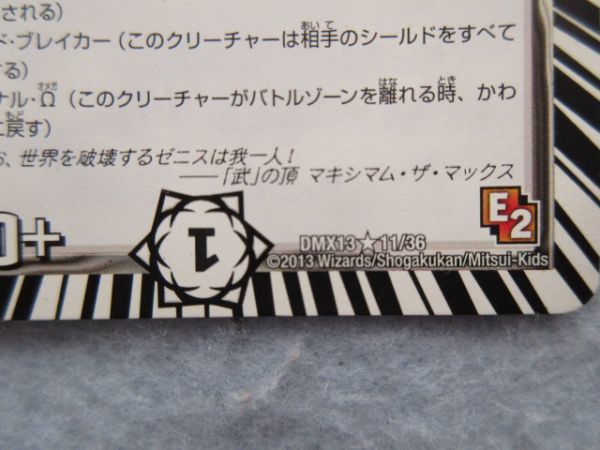 される)
ド・ブレイカー(このクリーチャーは相手のシールドをすべて
する)
ナル・Ω(このクリーチャーがバトルゾーンを離れる時、かわ
に戻す)
、世界を破壊するゼニスは我一人!
――「武」の頂 マキシマム・ザ・マックス
0+
1
E2
DMX13★11/36
©2013 Wizards/Shogakukan/Mitsui-Kids